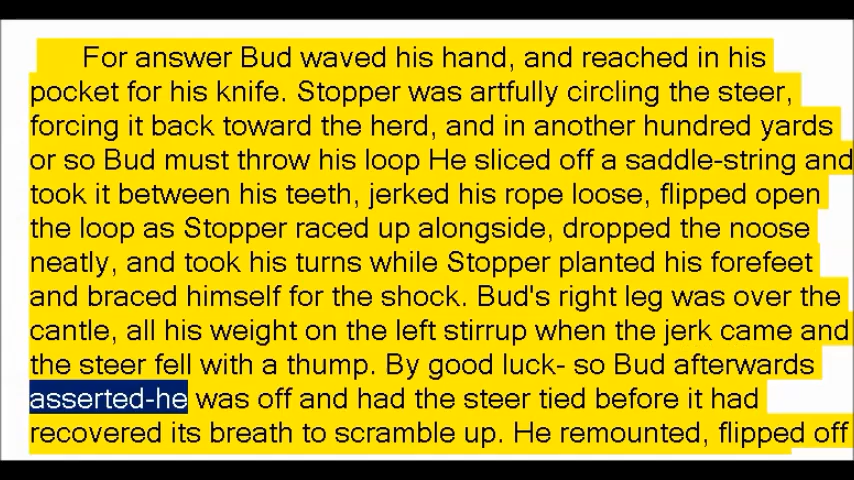 For answer Bud waved his hand, and reached in his
pocket for his knife. Stopper was artfully circling the steer,
forcing it back toward the herd, and in another hundred yards
or so Bud must throw his loop He sliced off a saddle-string and
took it between his teeth, jerked his rope loose, flipped open
the loop as Stopper raced up alongside, dropped the noose
neatly, and took his turns while Stopper planted his forefeet
and braced himself for the shock. Bud's right leg was over the
cantle, all his weight on the left stirrup when the jerk came and
the steer fell with a thump. By good luck- so Bud afterwards
asserted-he was off and had the steer tied before it had
recovered its breath to scramble up. He remounted, flipped off